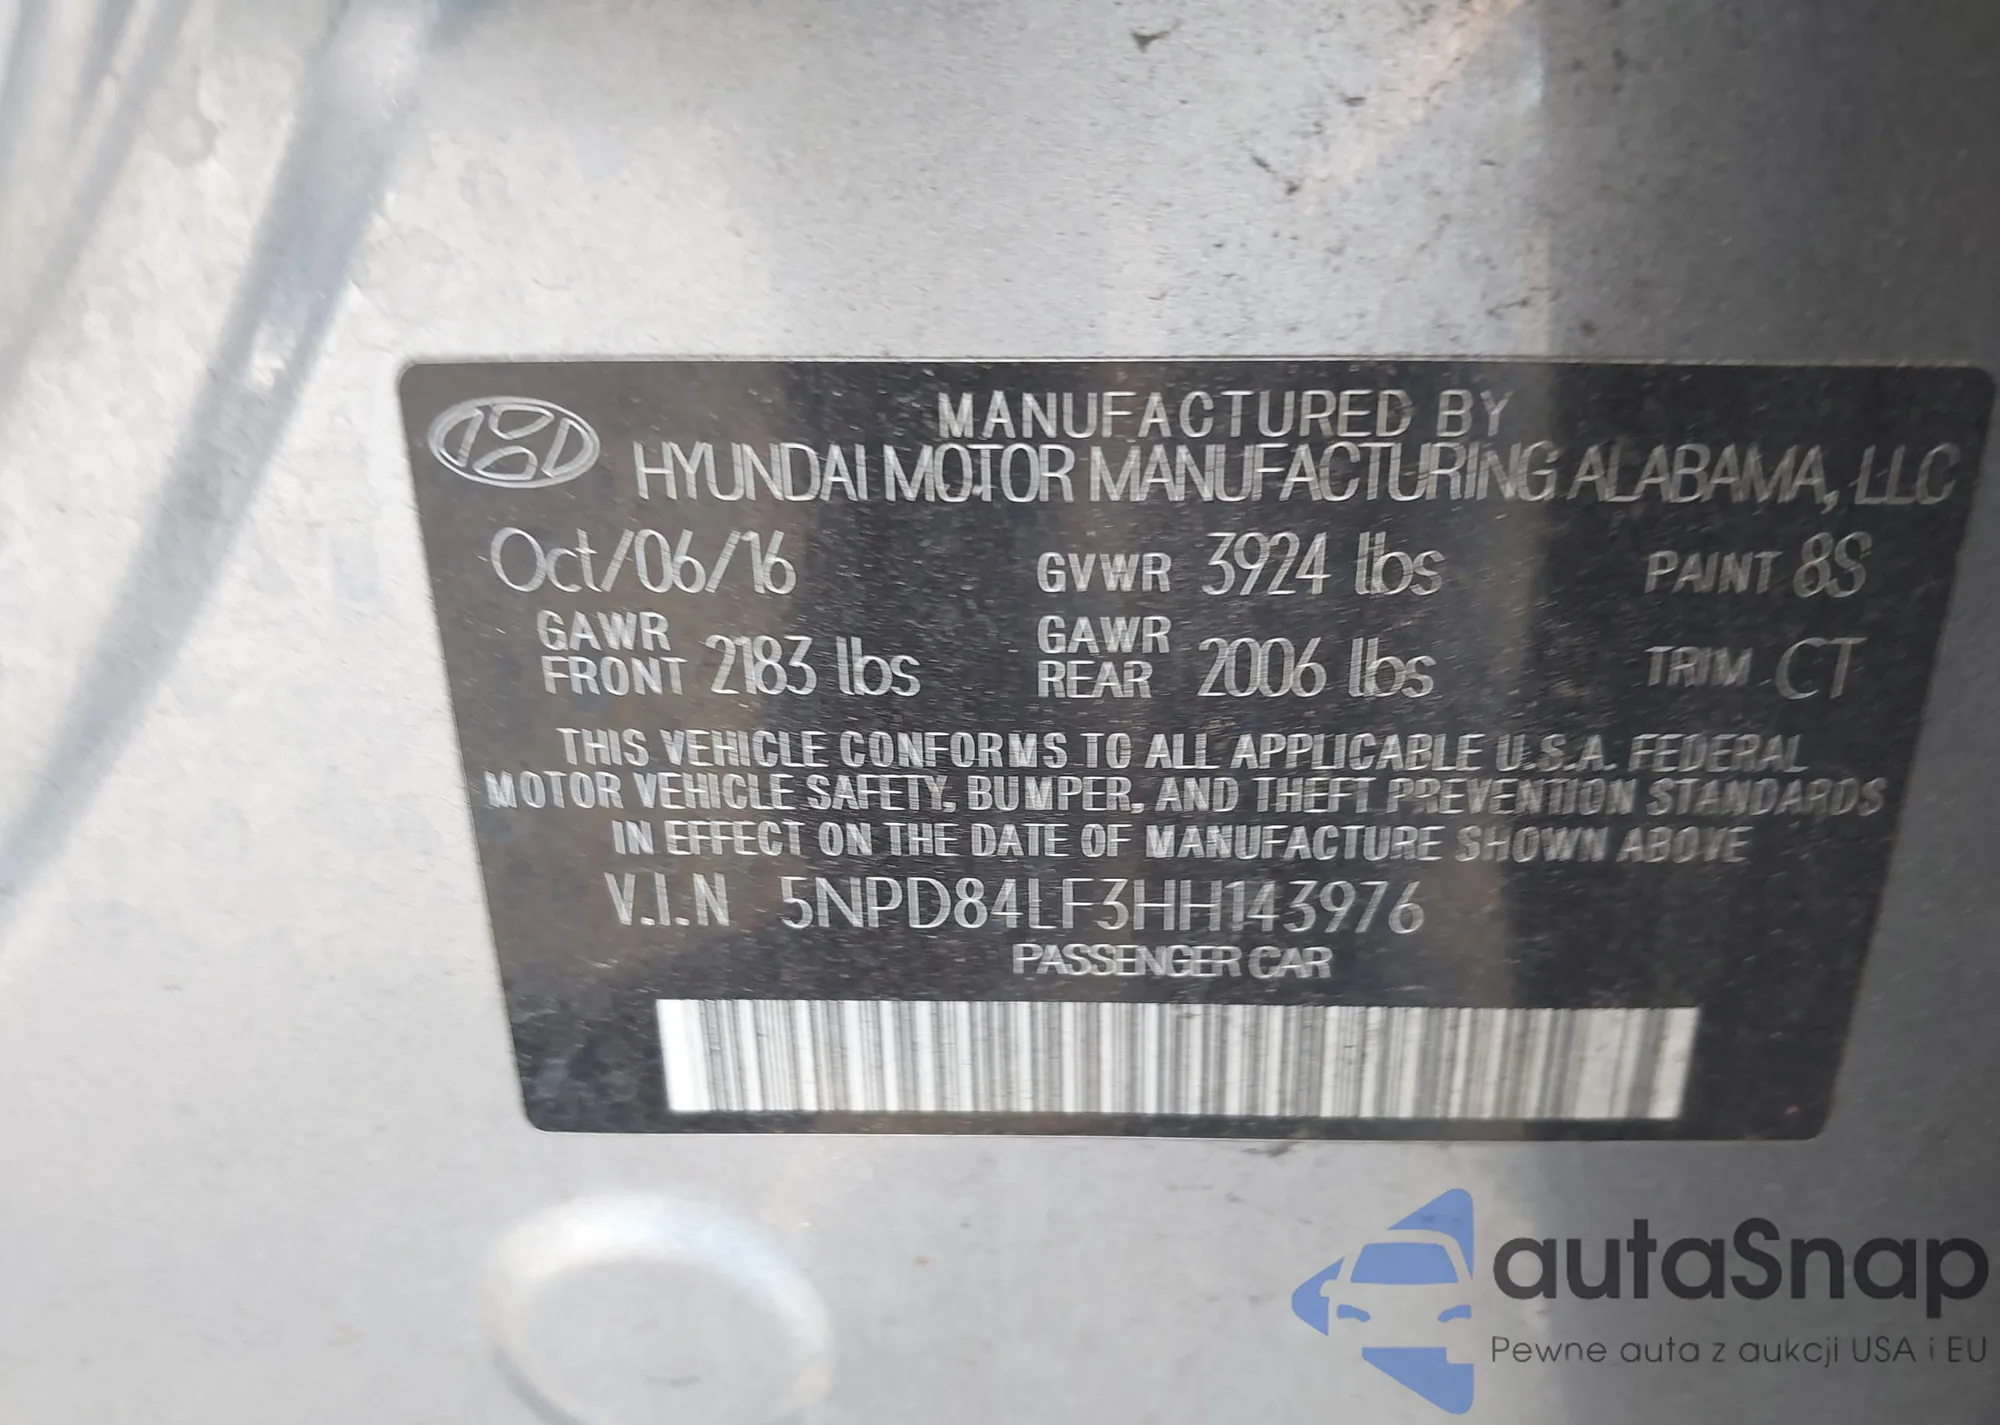 MANUFACTURED BY
HYUNDAI MOTOR MANUFACTURING ALABAMA, LLC
Oct/06/16 GVWR 3924 lbs PAINT 8S
GAWR FRONT 2183 lbs GAWR REAR 2006 lbs TRIM CT
THIS VEHICLE CONFORMS TO ALL APPLICABLE U.S.A. FEDERAL
MOTOR VEHICLE SAFETY, BUMPER, AND THEFT PREVENTION STANDARDS
IN EFFECT ON THE DATE OF MANUFACTURE SHOWN ABOVE
V.I.N 5NPD84LF3HH143976
PASSENGER CAR
autaSnap
Pewne auta z aukcji USA i EU